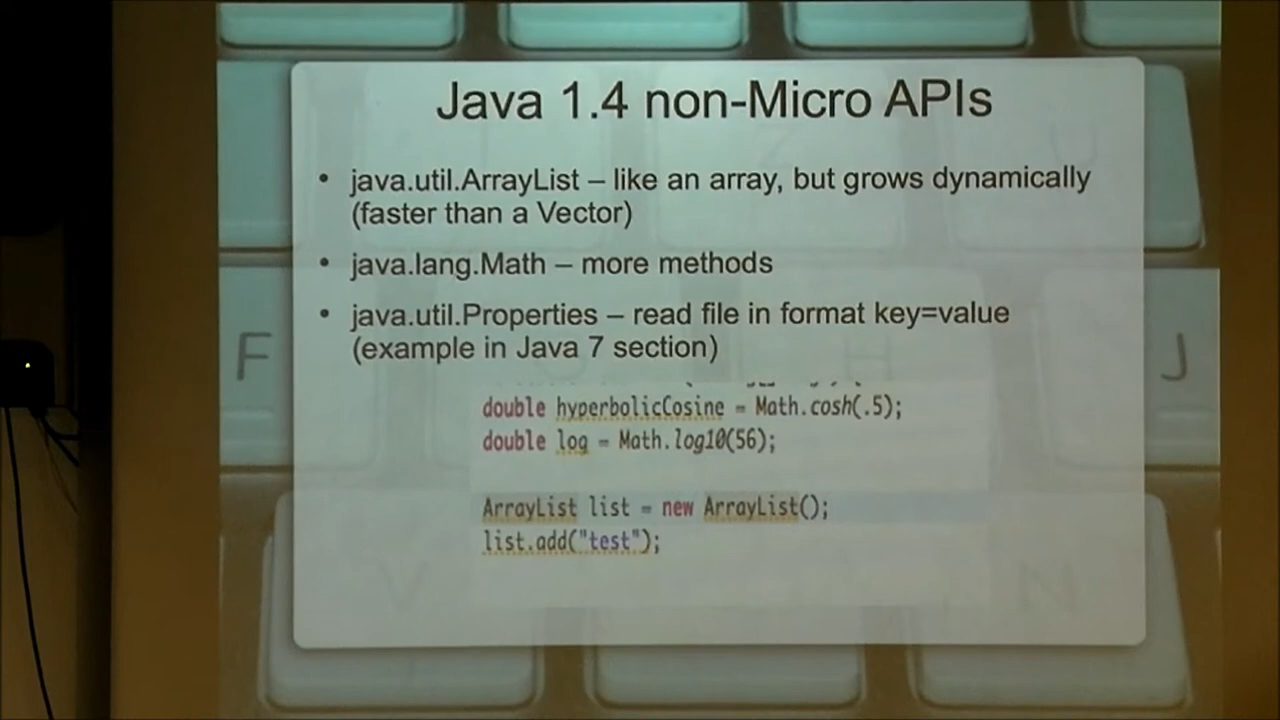 Java 1.4 non-Micro APIs
• java.util.ArrayList – like an array, but grows dynamically
(faster than a Vector)
• java.lang.Math – more methods
• java.util.Properties – read file in format key=value
(example in Java 7 section)
double hyperbolicCosine = Math.cosh(.5);
double log = Math.log10(56);
ArrayList list = new ArrayList();
list.add("test");
F
H
J
V
N